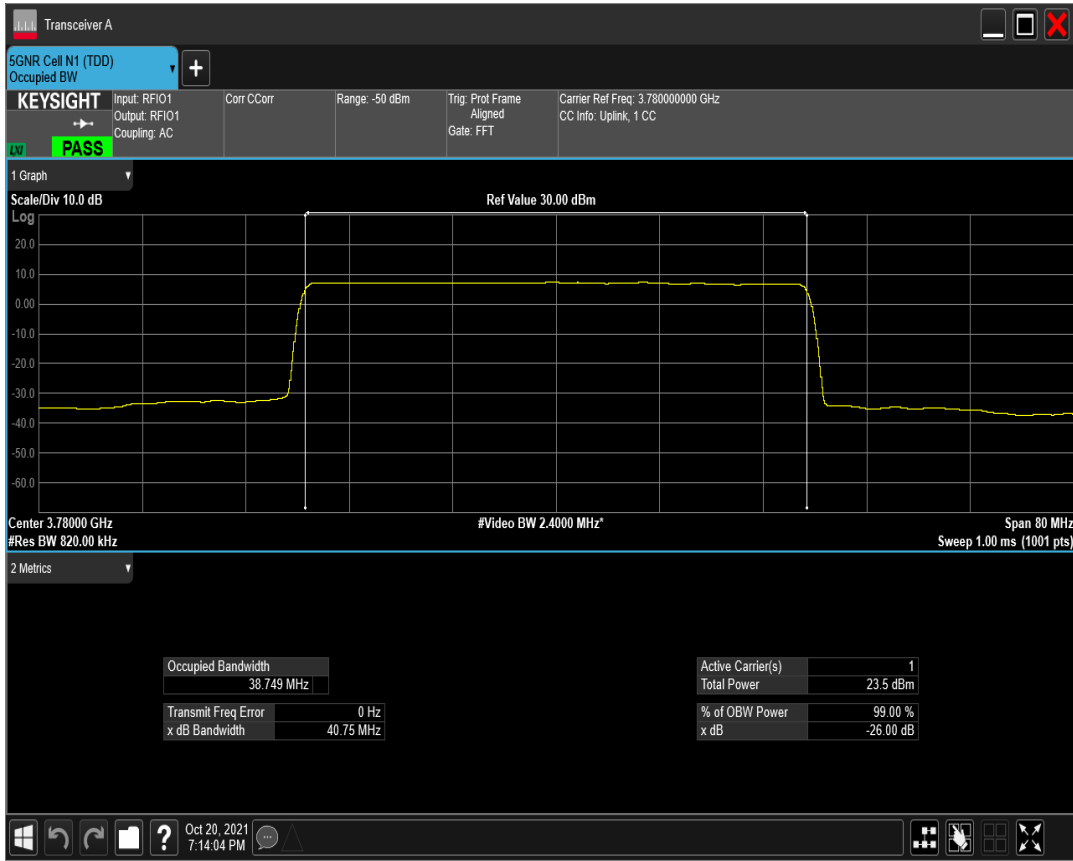 Transceiver A
5GNR Cell N1 (TDD)
Occupied BW
KEYSIGHT
LXI
PASS
Input: RFIO1
Output: RFIO1
Coupling: AC
Corr CCorr
Range: -50 dBm
Trig: Prot Frame
Aligned
Gate: FFT
Carrier Ref Freq: 3.780000000 GHz
CC Info: Uplink, 1 CC
1 Graph
Scale/Div 10.0 dB
Ref Value 30.00 dBm
Log
20.0
10.0
0.00
-10.0
-20.0
-30.0
-40.0
-50.0
-60.0
Center 3.78000 GHz
#Video BW 2.4000 MHz*
Span 80 MHz
#Res BW 820.00 kHz
Sweep 1.00 ms (1001 pts)
2 Metrics
Occupied Bandwidth
38.749 MHz
Transmit Freq Error 0 Hz
x dB Bandwidth 40.75 MHz
Active Carrier(s) 1
Total Power 23.5 dBm
% of OBW Power 99.00 %
x dB -26.00 dB
Oct 20, 2021
7:14:04 PM